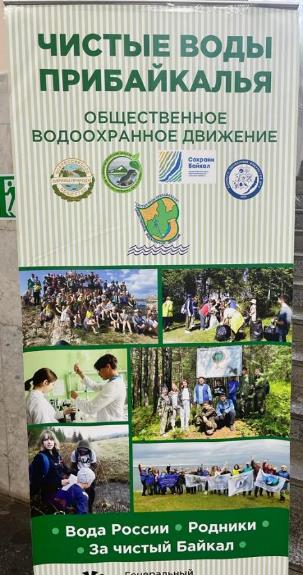 ЧИСТЫЕ ВОДЫ
ПРИБАЙКАЛЬЯ
ОБЩЕСТВЕННОЕ
ВОДООХРАННОЕ ДВИЖЕНИЕ
Сохрани
Байкал
• Вода России • Родники •
• За чистый Байкал •
Генеральный